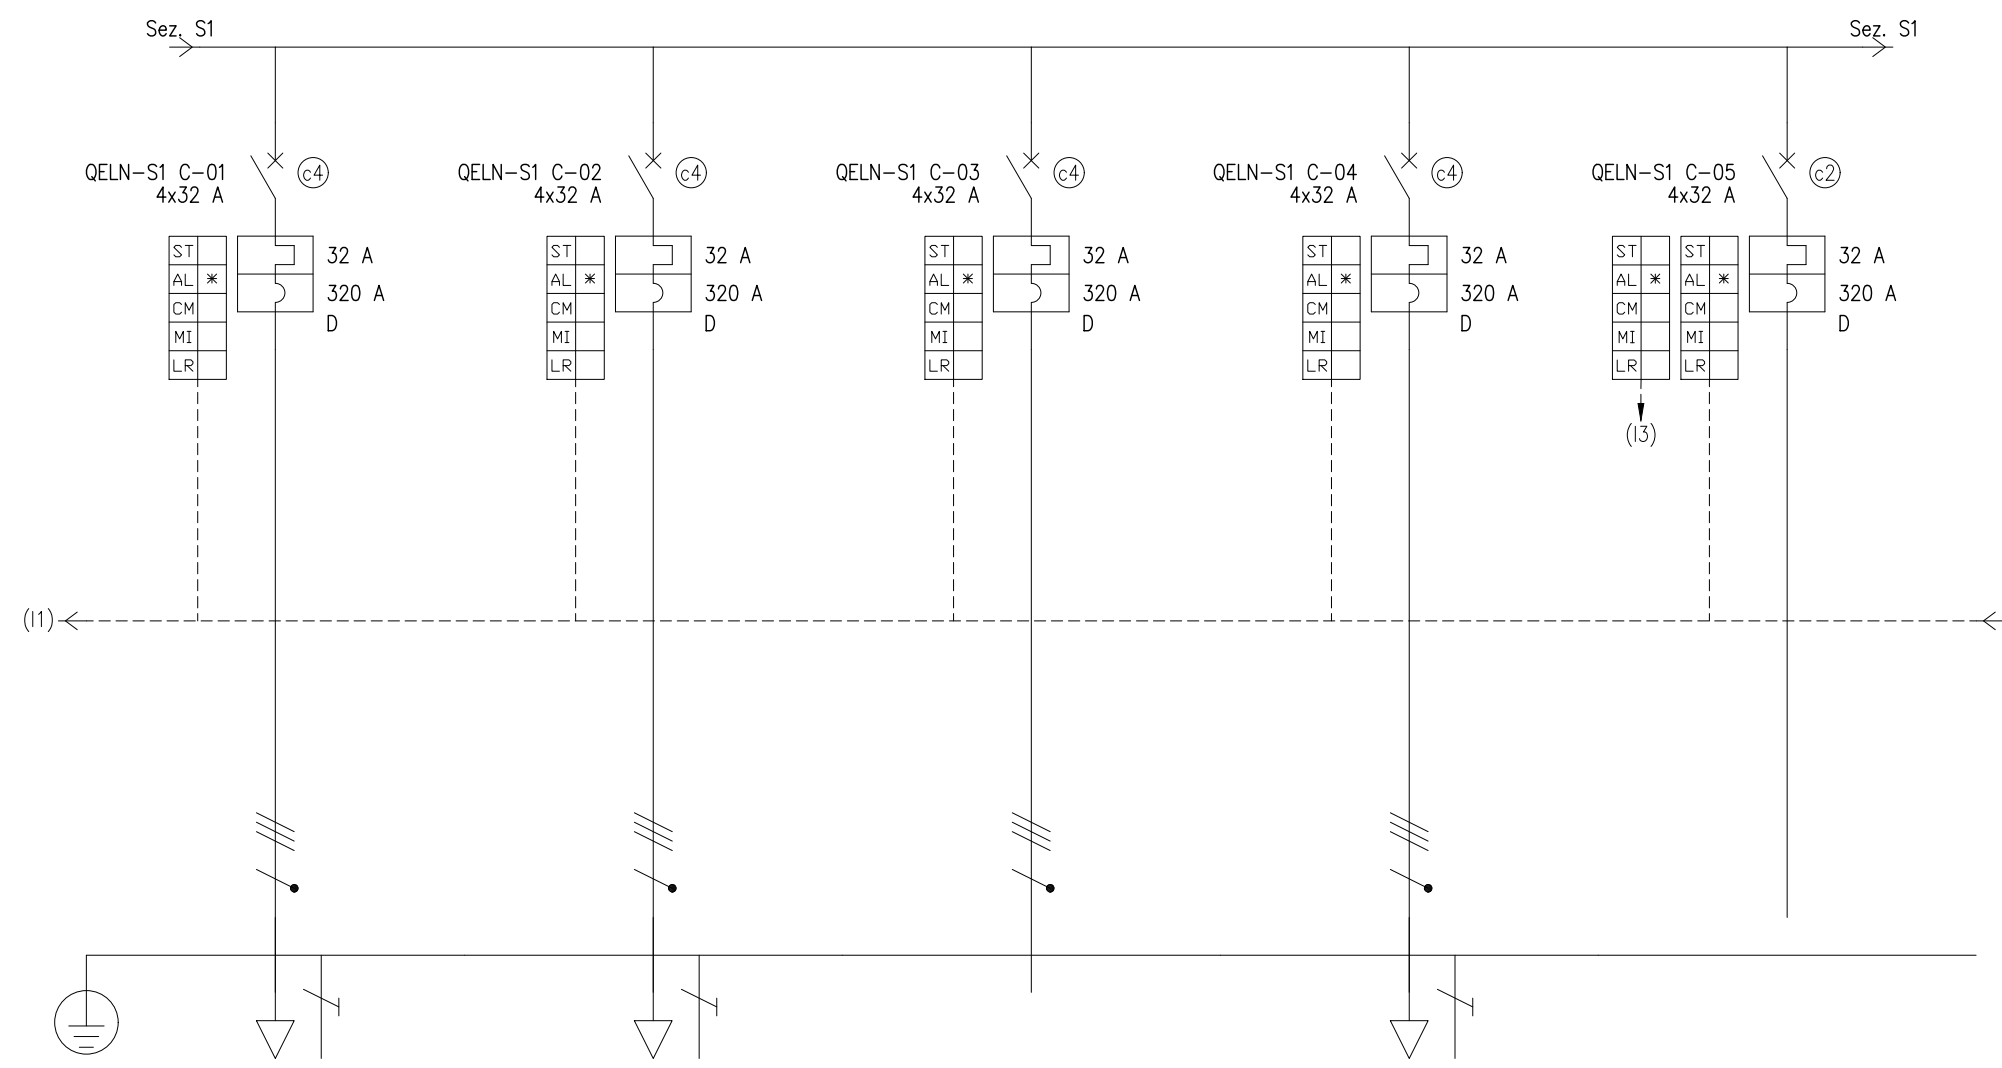 Sez. S1
Sez. S1
QELN-S1 C-01
4x32 A
c4
ST
AL *
CM
MI
LR
32 A
320 A
D
QELN-S1 C-02
4x32 A
c4
ST
AL *
CM
MI
LR
32 A
320 A
D
QELN-S1 C-03
4x32 A
c4
ST
AL *
CM
MI
LR
32 A
320 A
D
QELN-S1 C-04
4x32 A
c4
ST
AL *
CM
MI
LR
32 A
320 A
D
QELN-S1 C-05
4x32 A
c2
ST
AL *
CM
MI
LR
ST
AL *
CM
MI
LR
32 A
320 A
D
(I3)
(I1)